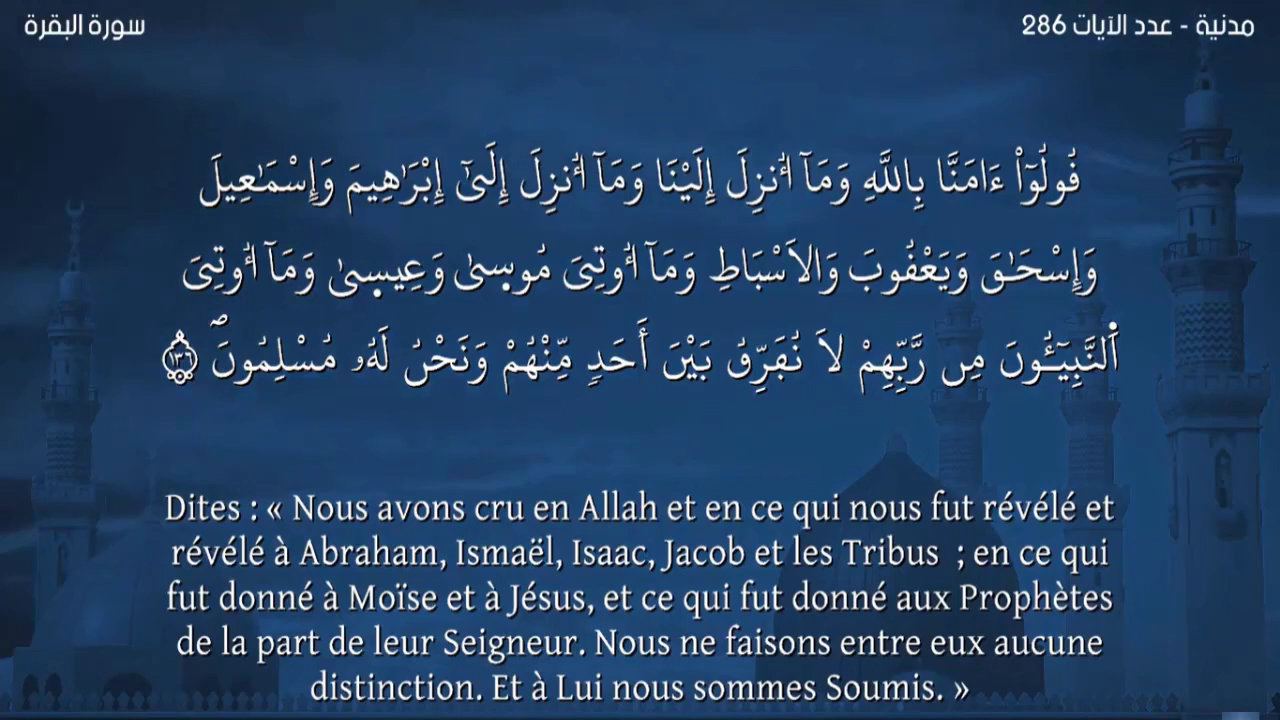 مدنية - عدد الآيات 286
سورة البقرة
قُولُوٓاْ ءَامَنَّا بِاللَّهِ وَمَآ أُنزِلَ إِلَيْنَا وَمَآ أُنزِلَ إِلَىٰٓ إِبْرَٰهِيمَ وَإِسْمَٰعِيلَ
وَإِسْحَٰقَ وَيَعْقُوبَ وَالَاسْبَاطِ وَمَآ أُوتِىَ مُوسىٰ وَعِيسىٰ وَمَآ أُوتِىَ
اَ۬لنَّبِيٓـُٔونَ مِن رَّبِّهِمْ لَا نُفَرِّقُ بَيْنَ أَحَدٖ مِّنْهُمْ وَنَحْنُ لَهُۥ مُسْلِمُونَۖ ١٣٦
Dites : « Nous avons cru en Allah et en ce qui nous fut révélé et
révélé à Abraham, Ismaël, Isaac, Jacob et les Tribus  ; en ce qui
fut donné à Moïse et à Jésus, et ce qui fut donné aux Prophètes
de la part de leur Seigneur. Nous ne faisons entre eux aucune
distinction. Et à Lui nous sommes Soumis. »